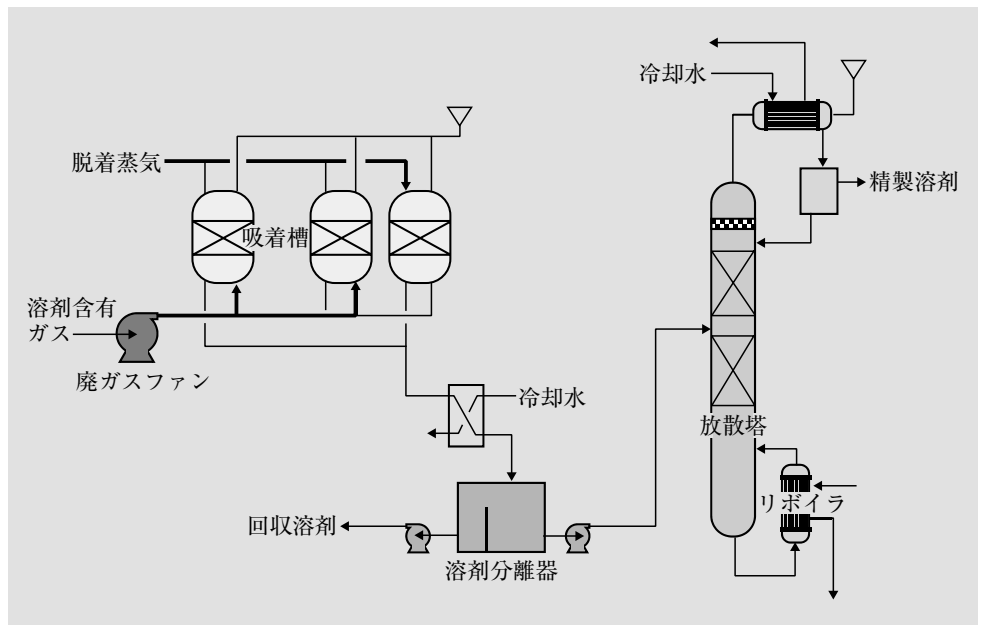 冷却水
脱着蒸気
精製溶剤
吸着槽
溶剤含有
ガス
廃ガスファン
冷却水
放散塔
リボイラ
回収溶剤
溶剤分離器